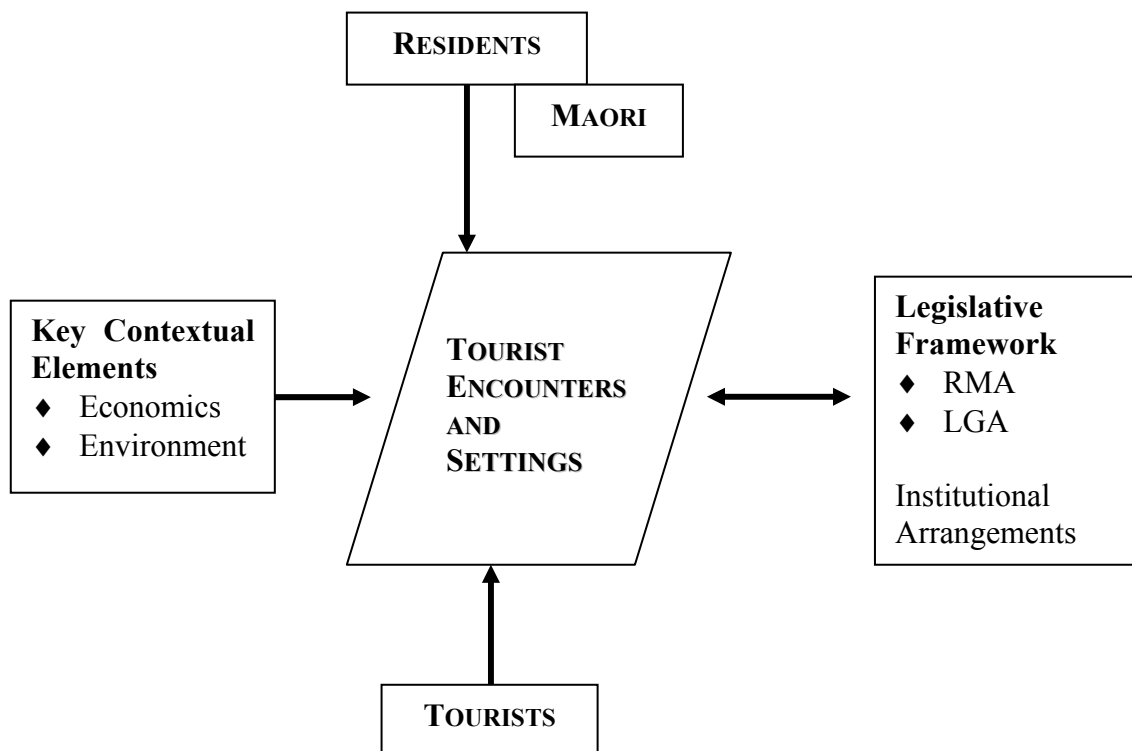 RESIDENTS
MAORI
Key Contextual
Elements
♦ Economics
♦ Environment
TOURIST
ENCOUNTERS
AND
SETTINGS
Legislative
Framework
♦ RMA
♦ LGA
Institutional
Arrangements
TOURISTS